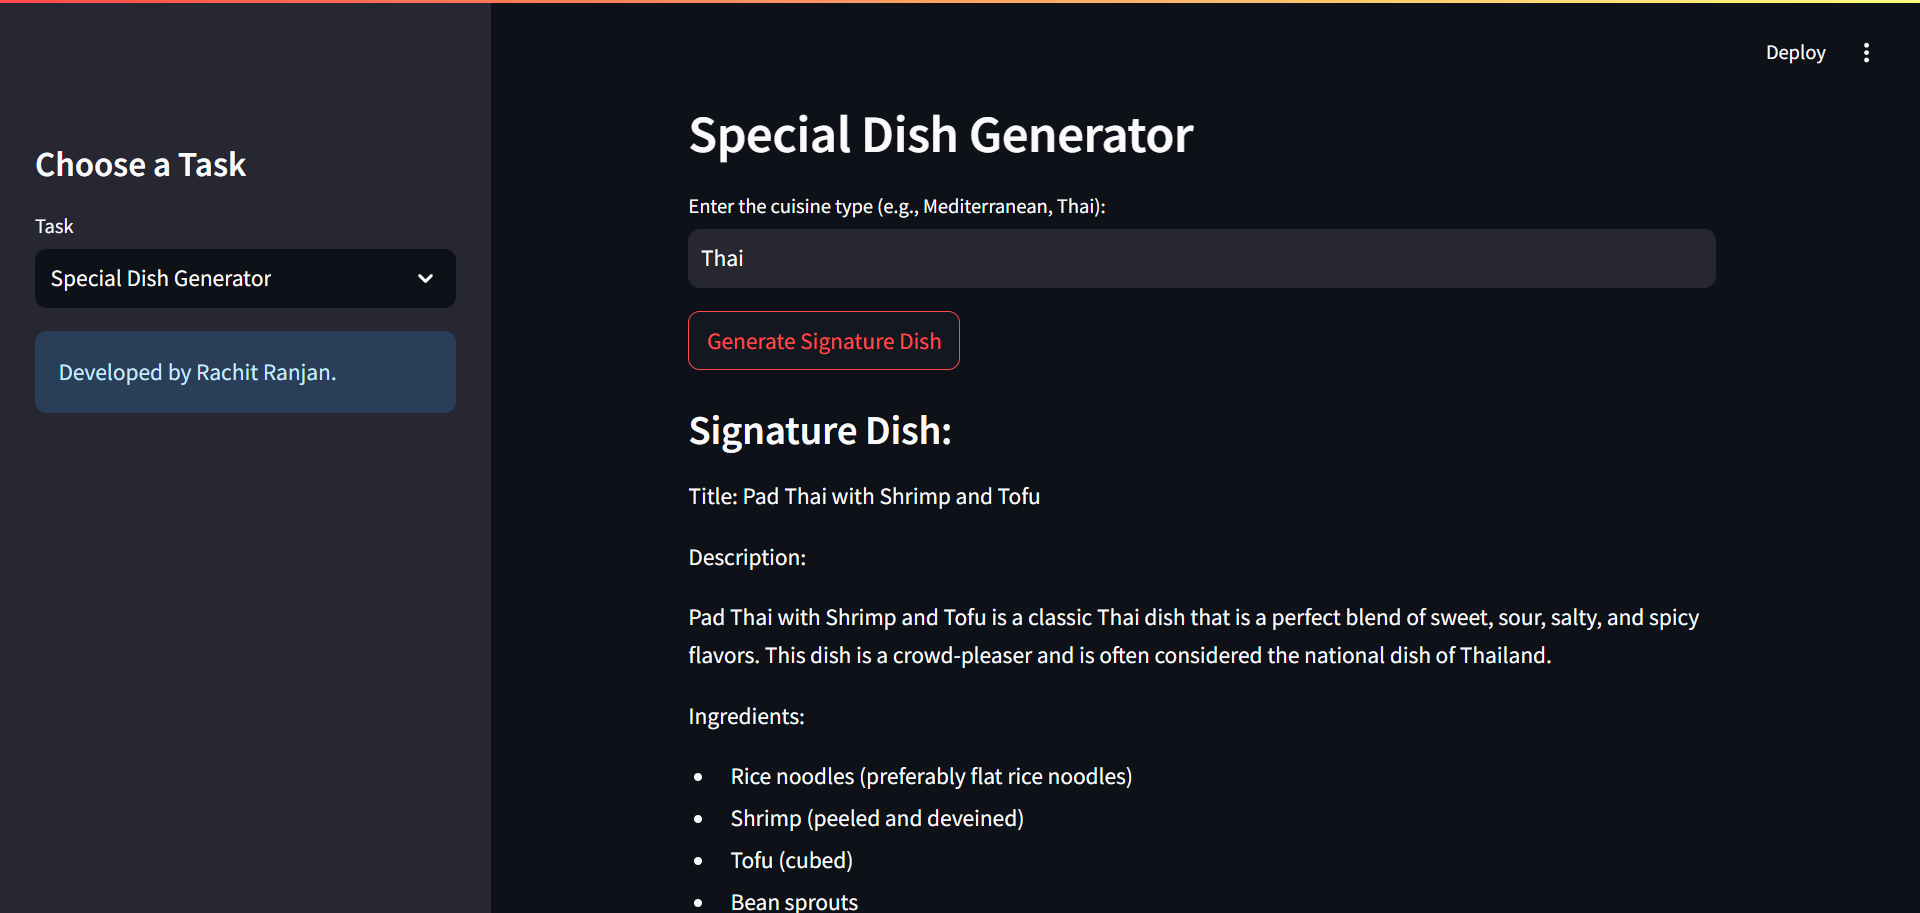 Deploy
Choose a Task
Task
Special Dish Generator
Developed by Rachit Ranjan.
Special Dish Generator
Enter the cuisine type (e.g., Mediterranean, Thai):
Thai
Generate Signature Dish
Signature Dish:
Title: Pad Thai with Shrimp and Tofu
Description:
Pad Thai with Shrimp and Tofu is a classic Thai dish that is a perfect blend of sweet, sour, salty, and spicy
flavors. This dish is a crowd-pleaser and is often considered the national dish of Thailand.
Ingredients:
• Rice noodles (preferably flat rice noodles)
• Shrimp (peeled and deveined)
• Tofu (cubed)
• Bean sprouts